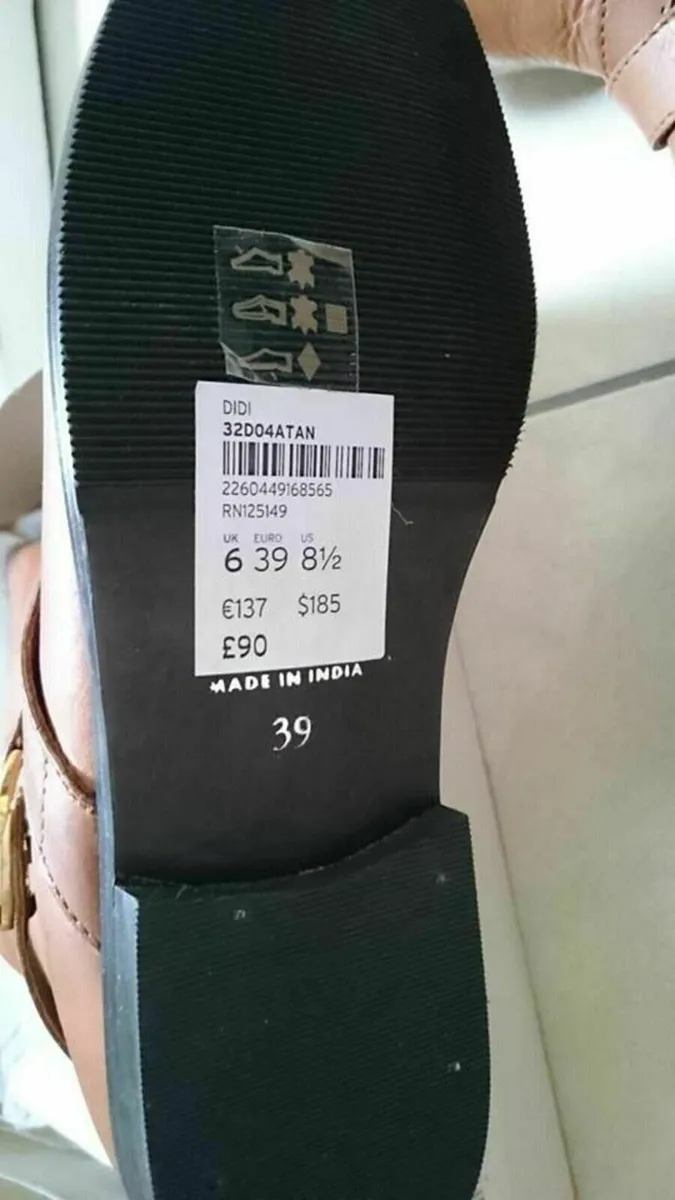 DIDI
32D04ATAN
2260449168565
RN125149
UK EURO US
6 39 8½
€137 $185
£90
MADE IN INDIA
39